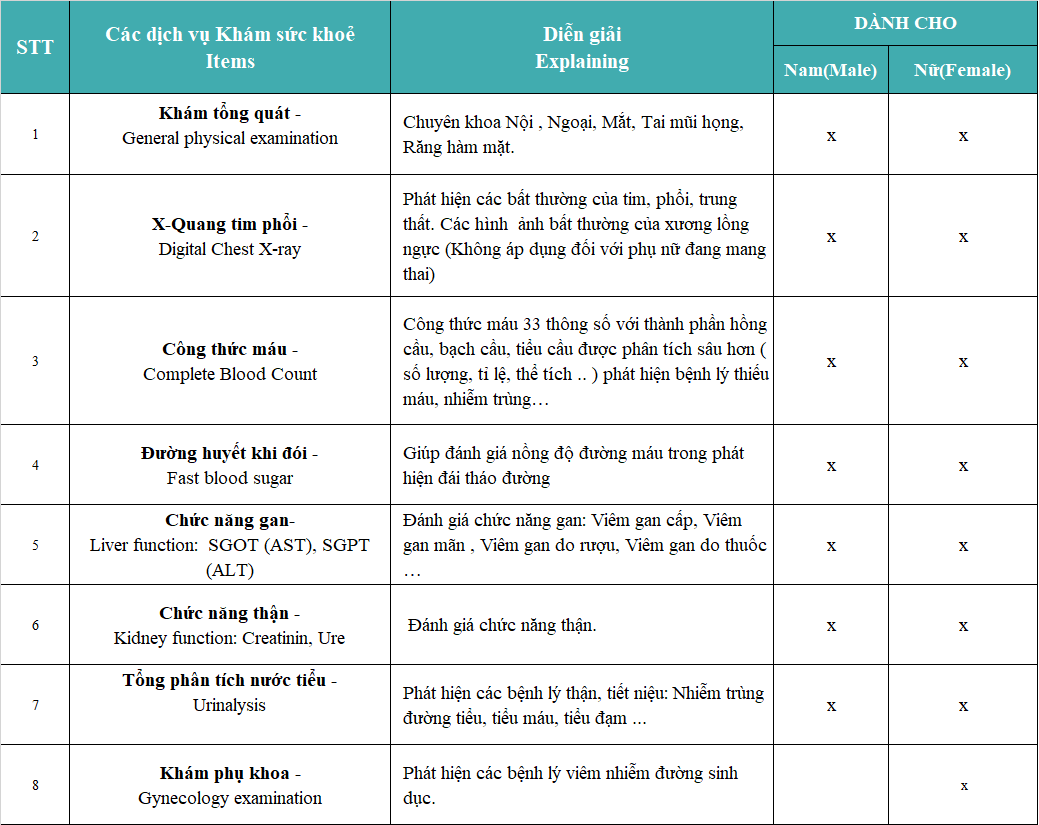 STT
Các dịch vụ Khám sức khoẻ
Items
Diễn giải
Explaining
DÀNH CHO
Nam(Male)
Nữ(Female)
1
Khám tổng quát -
General physical examination
Chuyên khoa Nội , Ngoại, Mắt, Tai mũi họng,
Răng hàm mặt.
x
x
2
X-Quang tim phổi -
Digital Chest X-ray
Phát hiện các bất thường của tim, phổi, trung
thất. Các hình  ảnh bất thường của xương lồng
ngực (Không áp dụng đối với phụ nữ đang mang
thai)
x
x
3
Công thức máu -
Complete Blood Count
Công thức máu 33 thông số với thành phần hồng
cầu, bạch cầu, tiểu cầu được phân tích sâu hơn (
số lượng, tỉ lệ, thể tích .. ) phát hiện bệnh lý thiếu
máu, nhiễm trùng…
x
x
4
Đường huyết khi đói -
Fast blood sugar
Giúp đánh giá nồng độ đường máu trong phát
hiện đái tháo đường
x
x
5
Chức năng gan-
Liver function:  SGOT (AST), SGPT
(ALT)
Đánh giá chức năng gan: Viêm gan cấp, Viêm
gan mãn , Viêm gan do rượu, Viêm gan do thuốc
…
x
x
6
Chức năng thận -
Kidney function: Creatinin, Ure
Đánh giá chức năng thận.
x
x
7
Tổng phân tích nước tiểu -
Urinalysis
Phát hiện các bệnh lý thận, tiết niệu: Nhiễm trùng
đường tiểu, tiểu máu, tiểu đạm ...
x
x
8
Khám phụ khoa -
Gynecology examination
Phát hiện các bệnh lý viêm nhiễm đường sinh
dục.
x